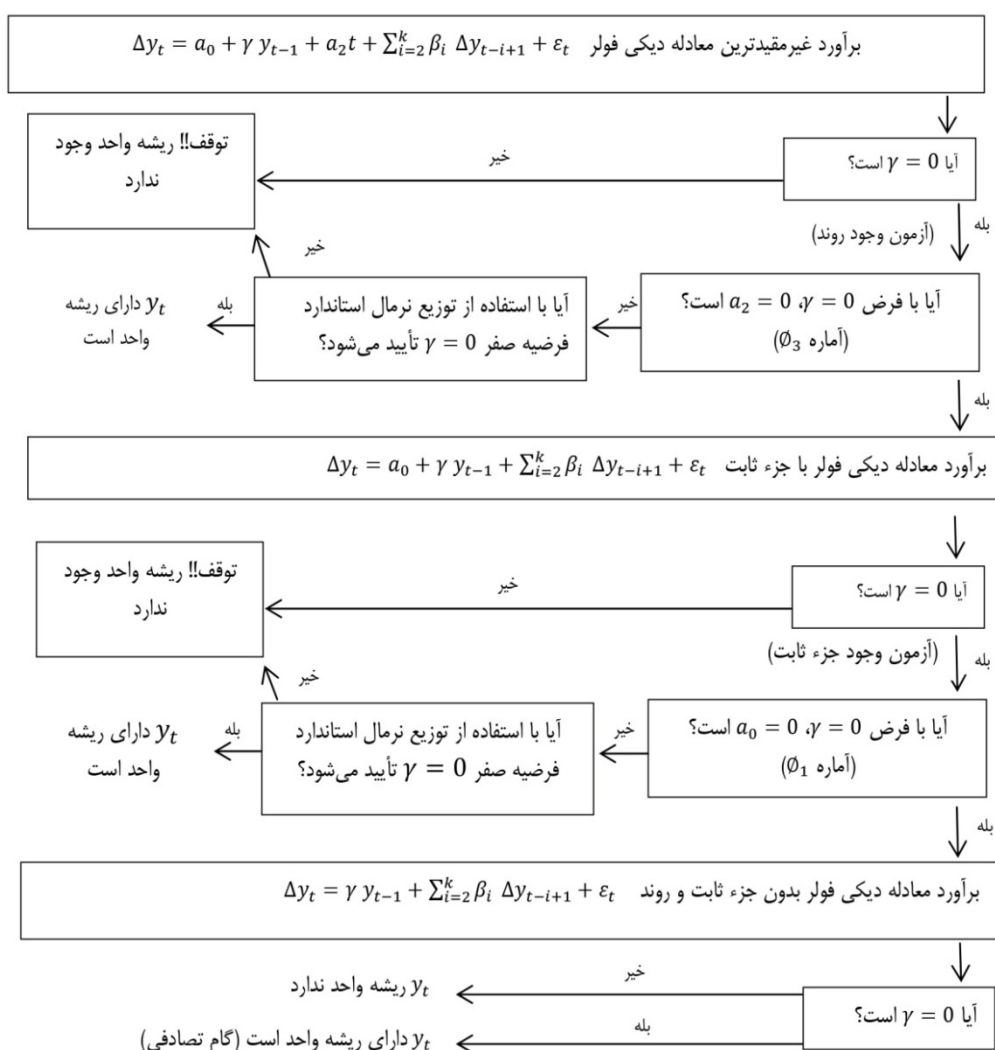 برآورد غیرمقیدترین معادله دیکی فولر Δy_t = a_0 + γ y_{t−1} + a_2t + ∑_{i=2}^{k} β_i Δy_{t−i+1} + ε_t
آیا γ = 0 است؟
خیر
توقف!! ریشه واحد وجود
ندارد
بله
(آزمون وجود روند)
آیا با فرض γ = 0، a_2 = 0 است؟
(آماره Ø_3)
خیر
آیا با استفاده از توزیع نرمال استاندارد
فرضیه صفر γ = 0 تأیید می‌شود؟
خیر
بله
y_t دارای ریشه
واحد است
بله
برآورد معادله دیکی فولر با جزء ثابت Δy_t = a_0 + γ y_{t−1} + ∑_{i=2}^{k} β_i Δy_{t−i+1} + ε_t
آیا γ = 0 است؟
خیر
توقف!! ریشه واحد وجود
ندارد
بله
(آزمون وجود جزء ثابت)
آیا با فرض γ = 0، a_0 = 0 است؟
(آماره Ø_1)
خیر
آیا با استفاده از توزیع نرمال استاندارد
فرضیه صفر γ = 0 تأیید می‌شود؟
خیر
بله
y_t دارای ریشه
واحد است
بله
برآورد معادله دیکی فولر بدون جزء ثابت و روند Δy_t = γ y_{t−1} + ∑_{i=2}^{k} β_i Δy_{t−i+1} + ε_t
آیا γ = 0 است؟
خیر
y_t ریشه واحد ندارد
بله
y_t دارای ریشه واحد است (گام تصادفی)